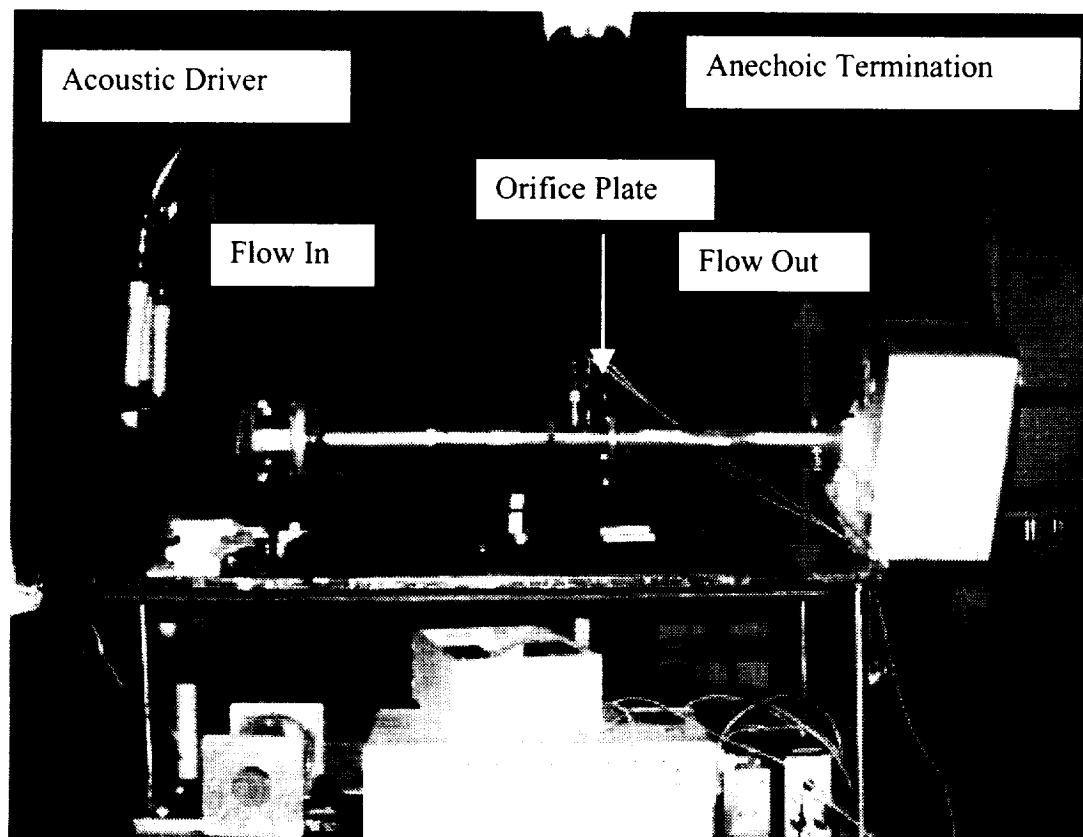 Acoustic Driver
Anechoic Termination
Orifice Plate
Flow In
Flow Out